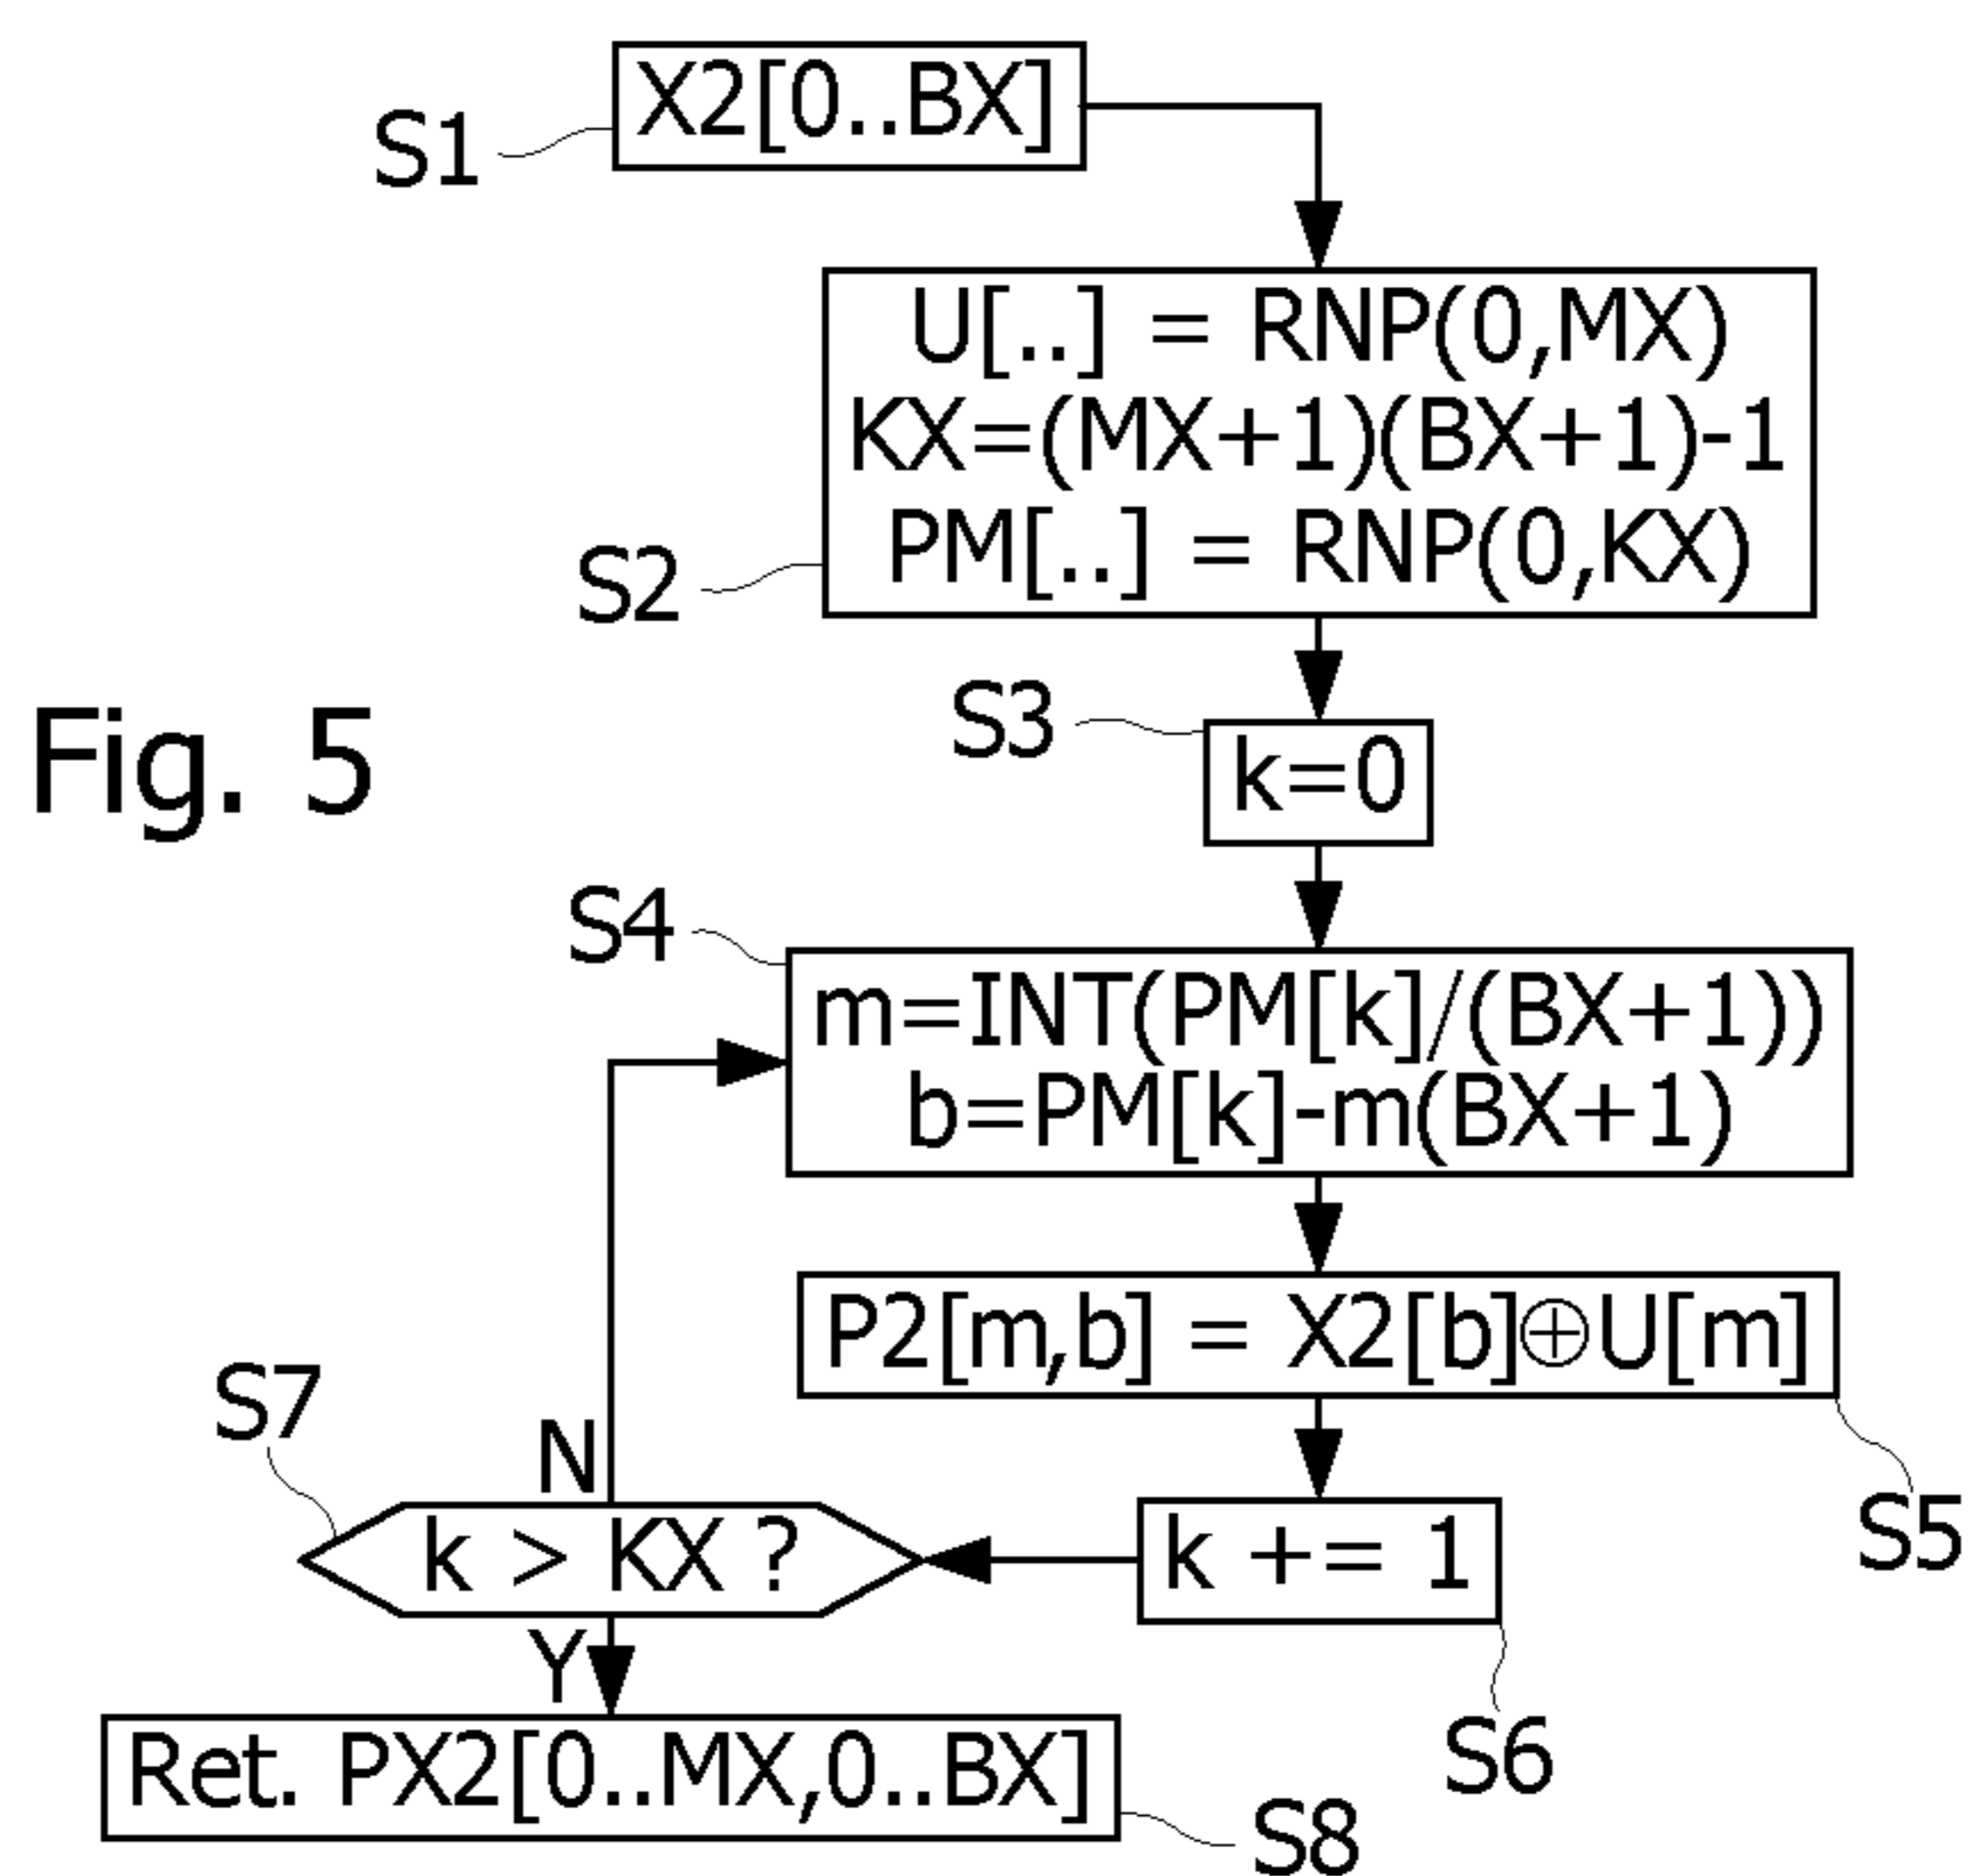 S1
X2[0..BX]
U[..] = RNP(0,MX)
KX=(MX+1)(BX+1)-1
PM[..] = RNP(0,KX)
S2
S3
k=0
Fig. 5
S4
m=INT(PM[k]/(BX+1))
b=PM[k]-m(BX+1)
P2[m,b] = X2[b]⊕U[m]
S5
S7
N
k > KX ?
k += 1
S6
Y
Ret. PX2[0..MX,0..BX]
S8